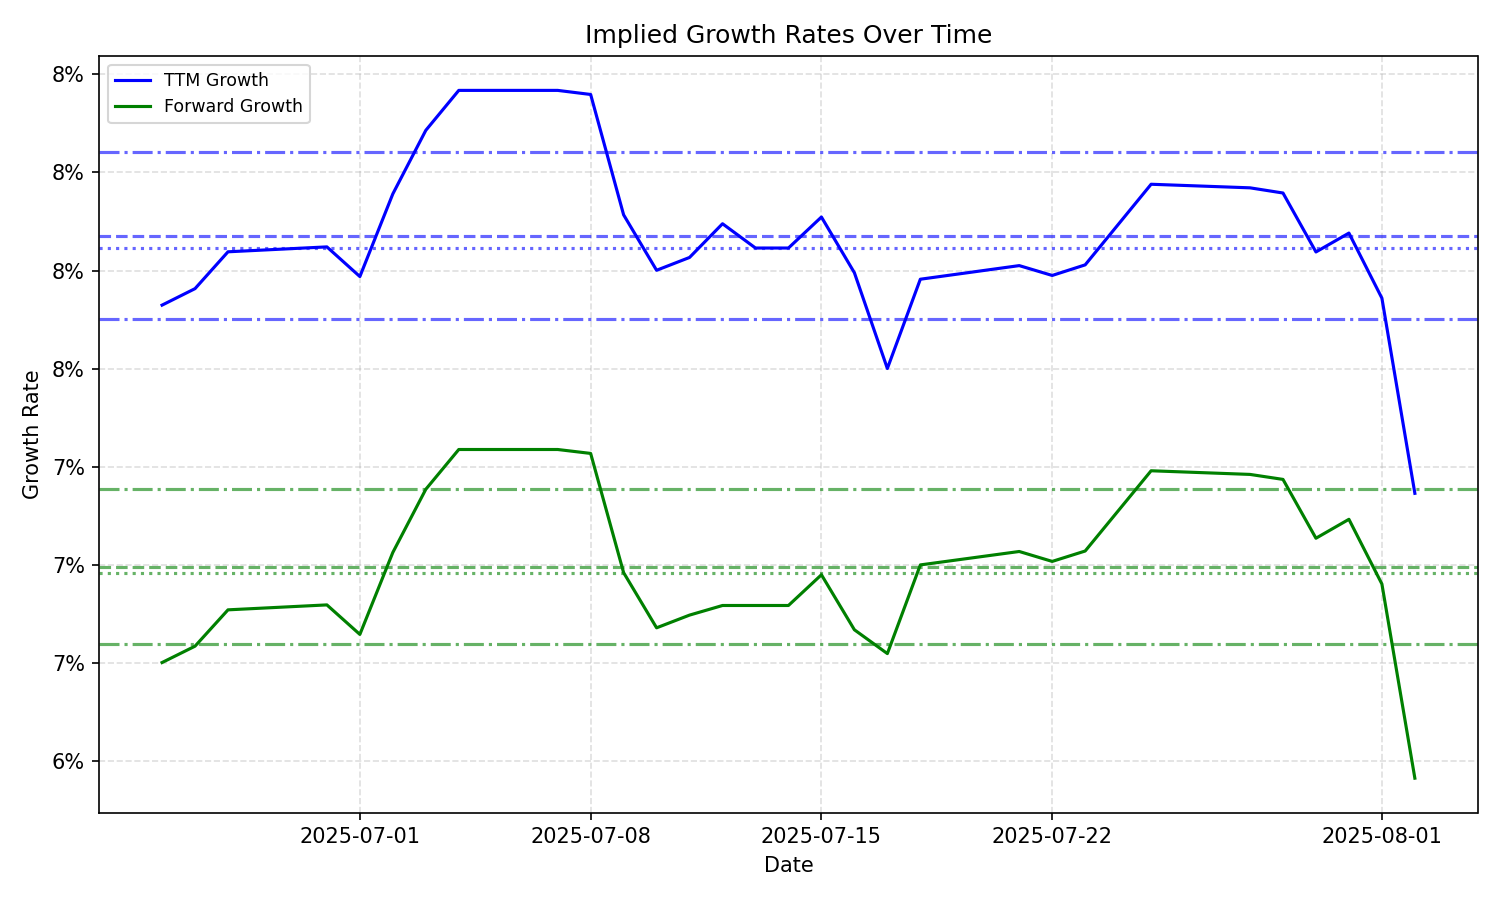 Implied Growth Rates Over Time
TTM Growth
Forward Growth
8%
8%
8%
8%
7%
7%
7%
6%
Growth Rate
2025-07-01
2025-07-08
2025-07-15
2025-07-22
2025-08-01
Date